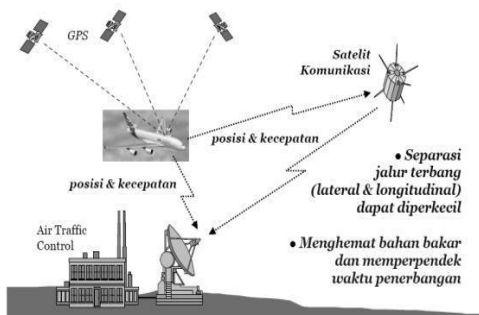 GPS
Satelit
Komunikasi
posisi & kecepatan
posisi & kecepatan
• Separasi
jalur terbang
(lateral & longitudinal)
dapat diperkecil
Air Traffic
Control
• Menghemat bahan bakar
dan memperpendek
waktu penerbangan